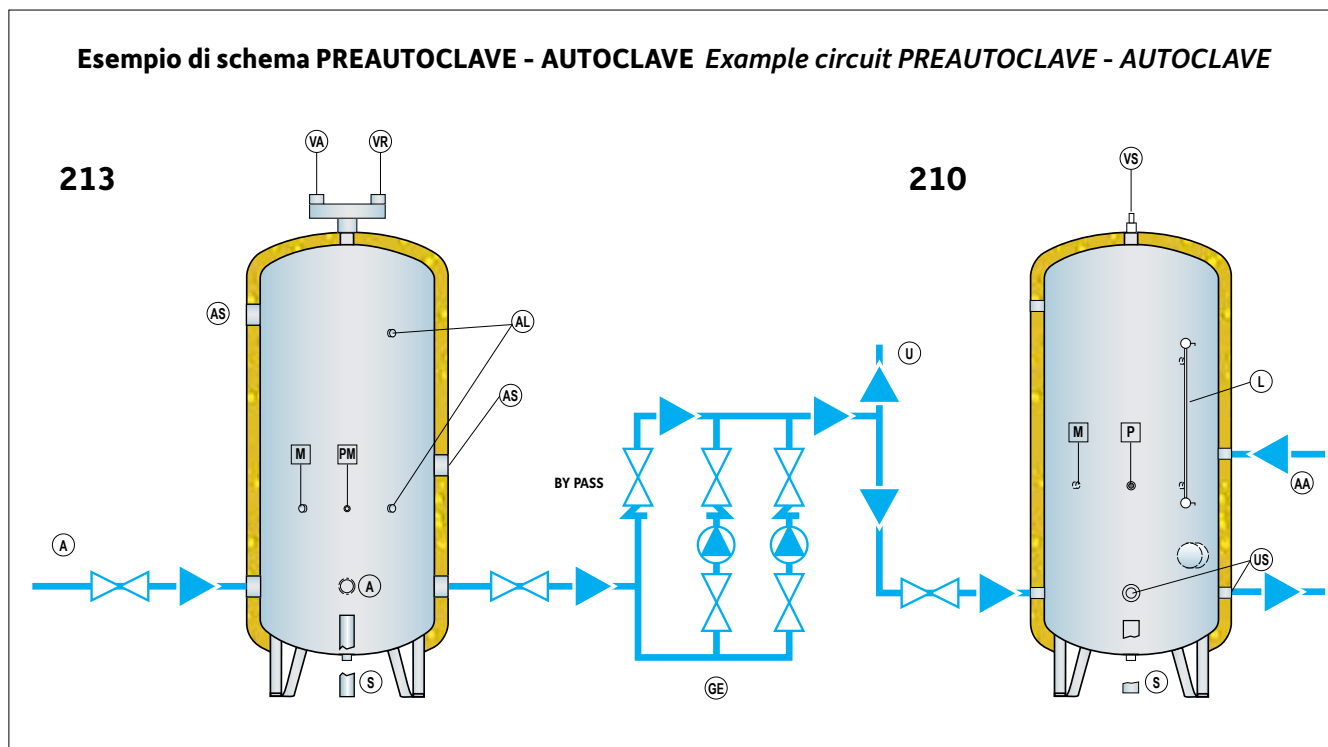 Esempio di schema PREAUTOCLAVE - AUTOCLAVE Example circuit PREAUTOCLAVE - AUTOCLAVE
VA
VR
213
AS
AL
AS
M
PM
A
A
S
BY PASS
GE
U
210
VS
L
M
P
AA
US
S